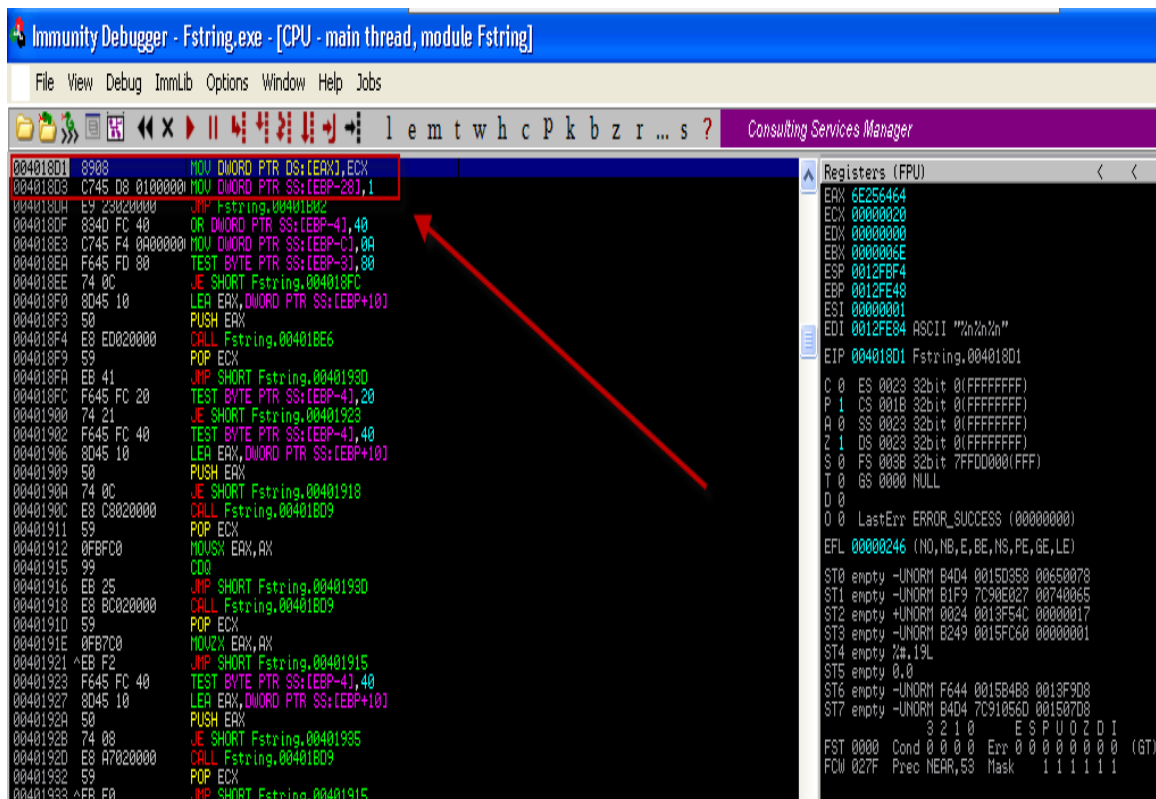 Immunity Debugger - Fstring.exe - [CPU - main thread, module Fstring]
File View Debug ImmLib Options Window Help Jobs
l e m t w h c P k b z r ... s ? Consulting Services Manager
004018D1 8908 MOV DWORD PTR DS:[EAX],ECX
004018D3 C745 D8 0100000 MOV DWORD PTR SS:[EBP-28],1
004018DA E9 23020000 JMP Fstring.00401B02
004018DF 834D FC 40 OR DWORD PTR SS:[EBP-4],40
004018E3 C745 F4 0A00000 MOV DWORD PTR SS:[EBP-C],0A
004018EA F645 FD 80 TEST BYTE PTR SS:[EBP-3],80
004018EE 74 0C JE SHORT Fstring.004018FC
004018F0 8D45 10 LEA EAX,DWORD PTR SS:[EBP+10]
004018F3 50 PUSH EAX
004018F4 E8 ED020000 CALL Fstring.00401BE6
004018F9 59 POP ECX
004018FA EB 41 JMP SHORT Fstring.0040193D
004018FC F645 FC 20 TEST BYTE PTR SS:[EBP-4],20
00401900 74 21 JE SHORT Fstring.00401923
00401902 F645 FC 40 TEST BYTE PTR SS:[EBP-4],40
00401906 8D45 10 LEA EAX,DWORD PTR SS:[EBP+10]
00401909 50 PUSH EAX
0040190A 74 0C JE SHORT Fstring.00401918
0040190C E8 C8020000 CALL Fstring.00401BD9
00401911 59 POP ECX
00401912 0FBFC0 MOVSX EAX,AX
00401915 99 CDQ
00401916 EB 25 JMP SHORT Fstring.0040193D
00401918 E8 BC020000 CALL Fstring.00401BD9
0040191D 59 POP ECX
0040191E 0FB7C0 MOVZX EAX,AX
00401921 ^EB F2 JMP SHORT Fstring.00401915
00401923 F645 FC 40 TEST BYTE PTR SS:[EBP-4],40
00401927 8D45 10 LEA EAX,DWORD PTR SS:[EBP+10]
0040192A 50 PUSH EAX
0040192B 74 08 JE SHORT Fstring.00401935
0040192D E8 A7020000 CALL Fstring.00401BD9
00401932 59 POP ECX
00401933 ^EB E0 JMP SHORT Fstring.00401915
Registers (FPU) < <
EAX 6E256464
ECX 00000020
EDX 00000000
EBX 0000006E
ESP 0012FBF4
EBP 0012FE48
ESI 00000001
EDI 0012FE84 ASCII "%n%n%n"
EIP 004018D1 Fstring.004018D1
C 0 ES 0023 32bit 0(FFFFFFFF)
P 1 CS 001B 32bit 0(FFFFFFFF)
A 0 SS 0023 32bit 0(FFFFFFFF)
Z 1 DS 0023 32bit 0(FFFFFFFF)
S 0 FS 003B 32bit 7FFDD000(FFF)
T 0 GS 0000 NULL
D 0
O 0 LastErr ERROR_SUCCESS (00000000)
EFL 00000246 (NO,NB,E,BE,NS,PE,GE,LE)
ST0 empty -UNORM B4D4 0015D358 00650078
ST1 empty -UNORM B1F9 7C90E027 00740065
ST2 empty +UNORM 0024 0013F54C 00000017
ST3 empty -UNORM B249 0015FC60 00000001
ST4 empty %#.19L
ST5 empty 0.0
ST6 empty -UNORM F644 0015B4B8 0013F9D8
ST7 empty -UNORM B4D4 7C91056D 001507D8
3 2 1 0 E S P U O Z D I
FST 0000 Cond 0 0 0 0 Err 0 0 0 0 0 0 0 0 (GT)
FCW 027F Prec NEAR,53 Mask 1 1 1 1 1 1